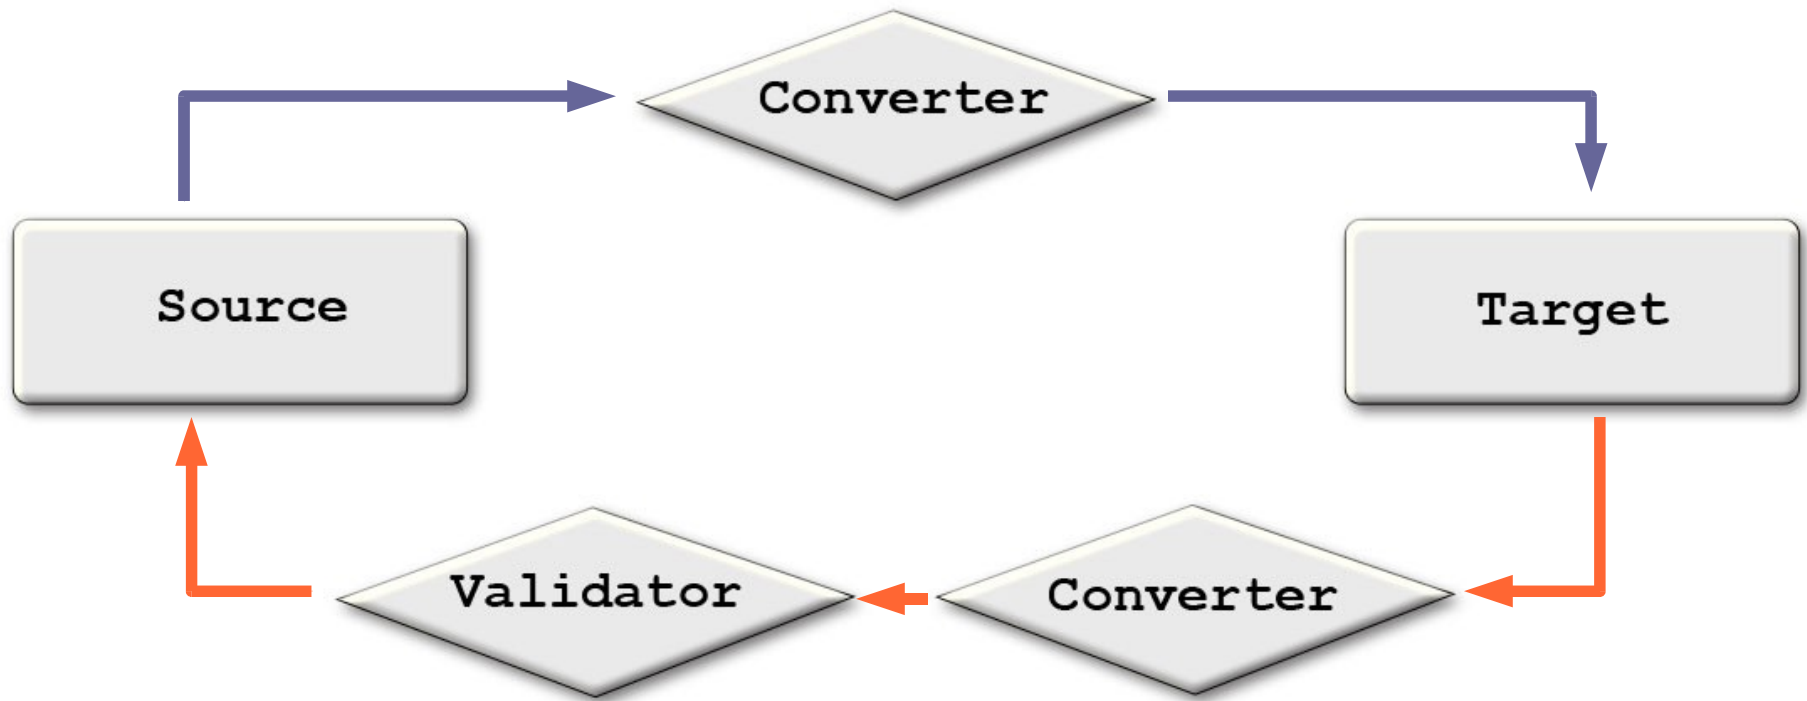 Converter
Source
Target
Validator
Converter